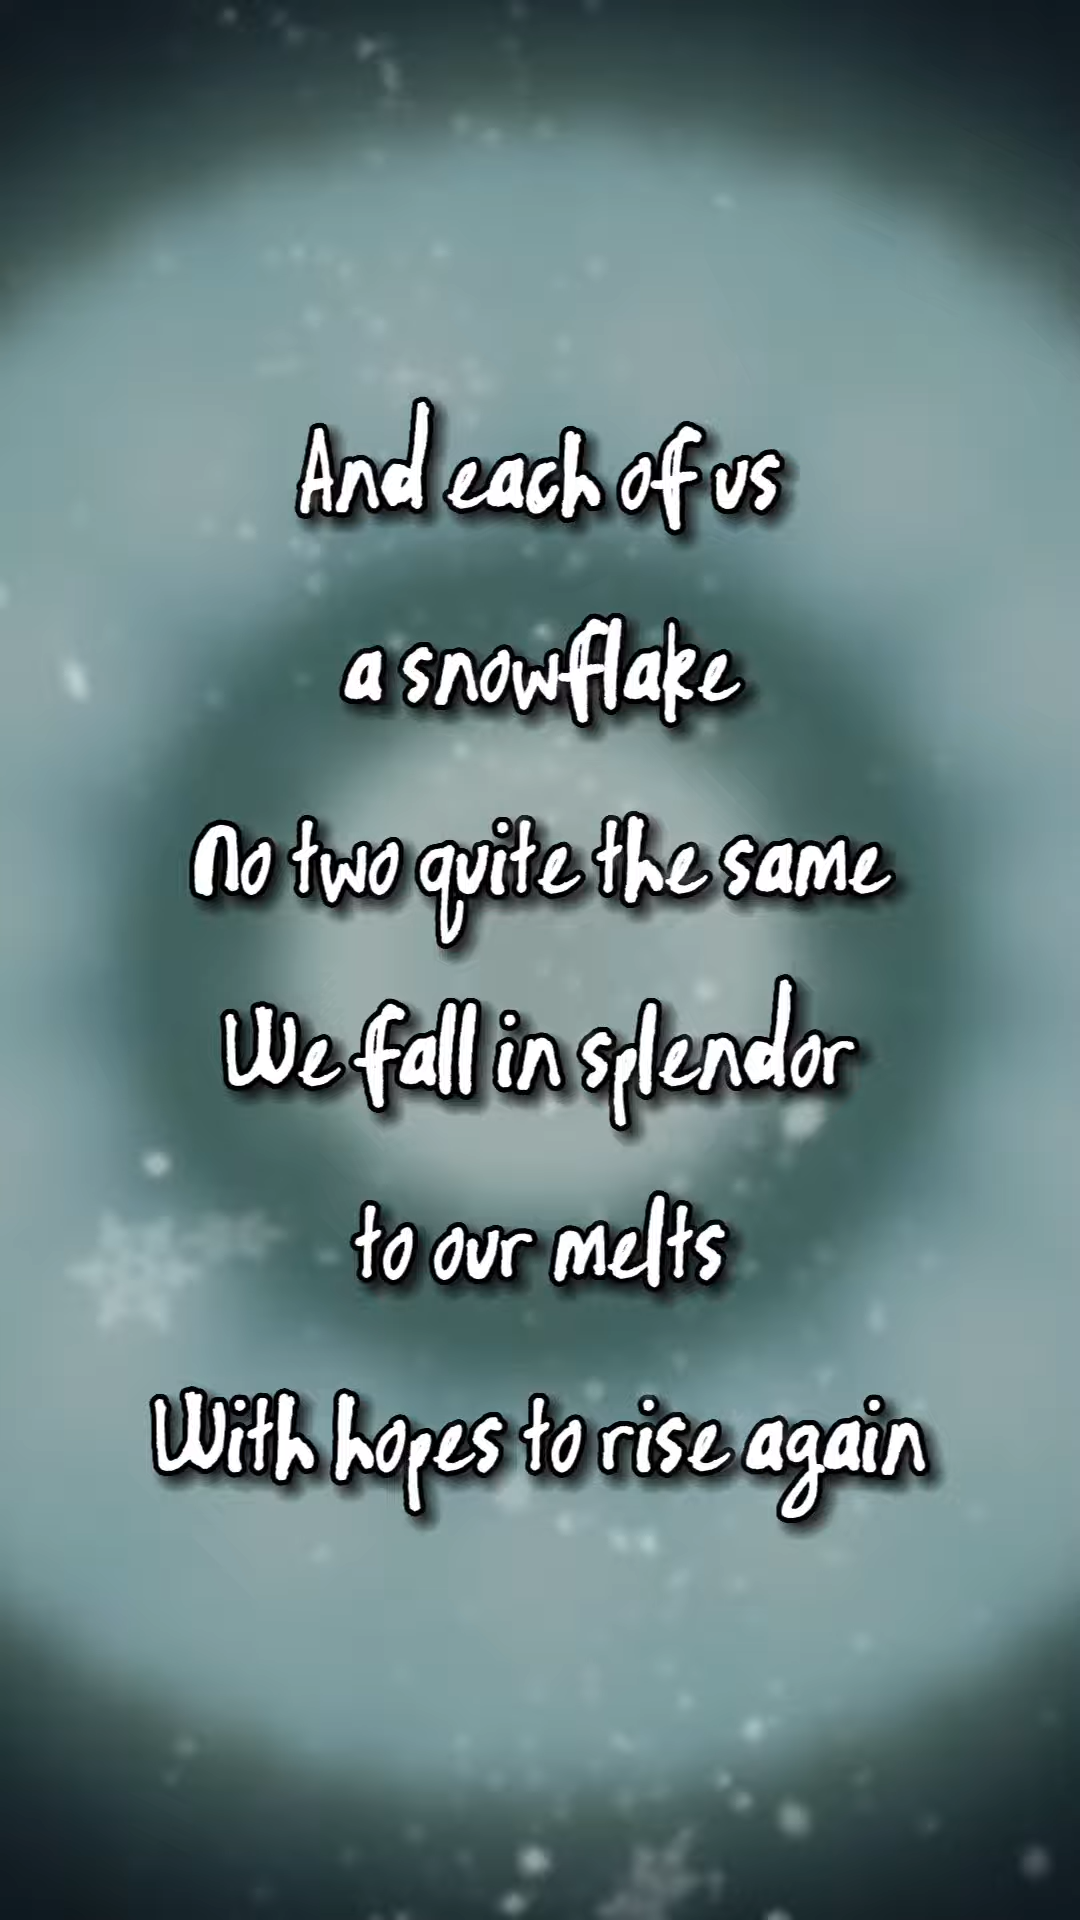 And each of us
a snowflake
No two quite the same
We fall in splendor
to our melts
With hopes to rise again